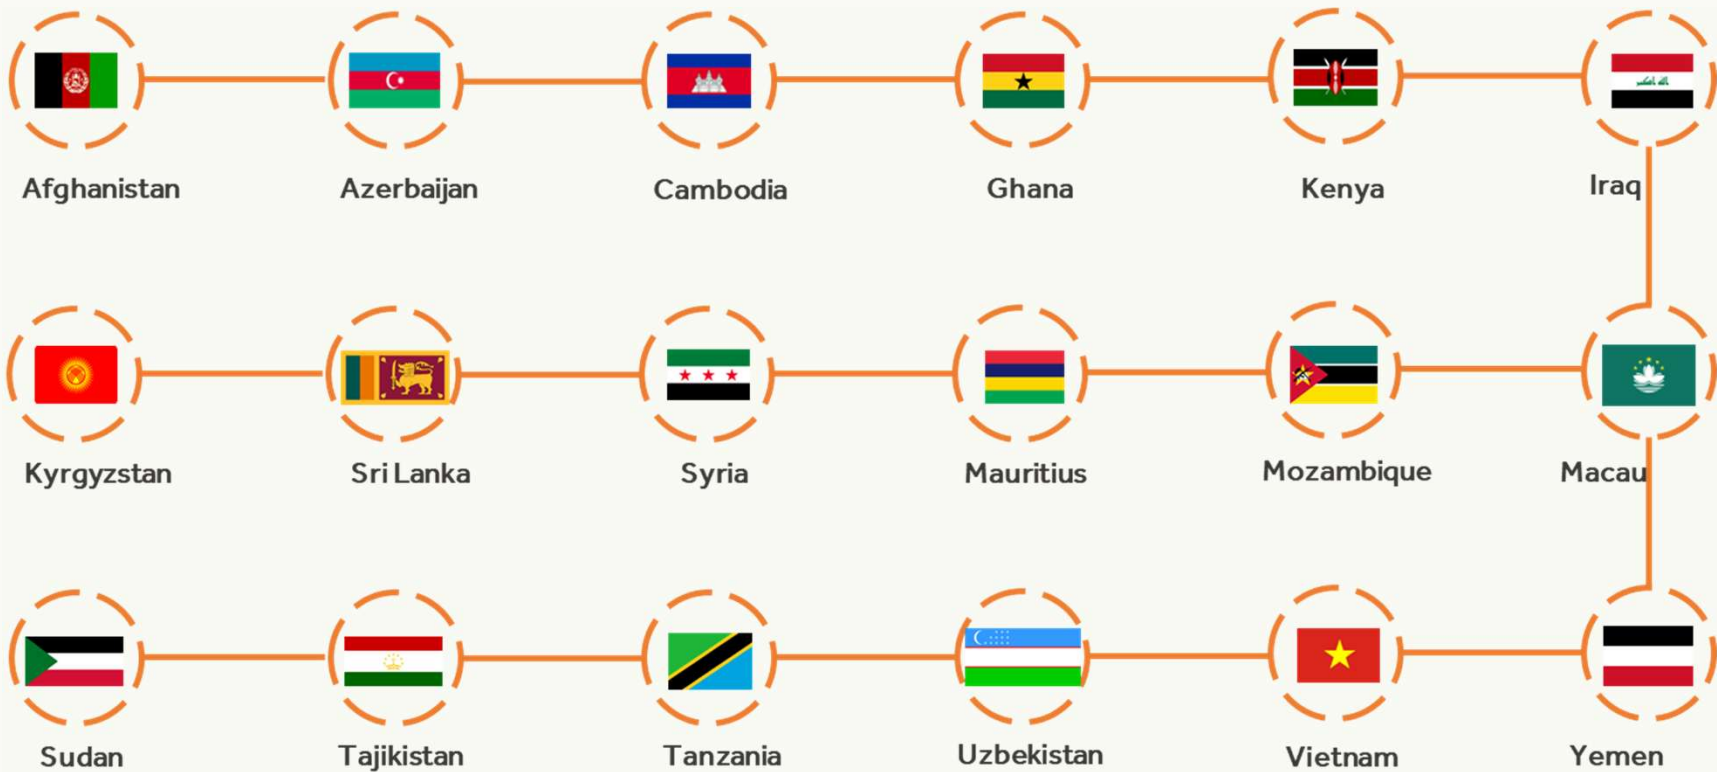 Afghanistan
Azerbaijan
Cambodia
Ghana
Kenya
Iraq
Kyrgyzstan
Sri Lanka
Syria
Mauritius
Mozambique
Macau
Sudan
Tajikistan
Tanzania
Uzbekistan
Vietnam
Yemen